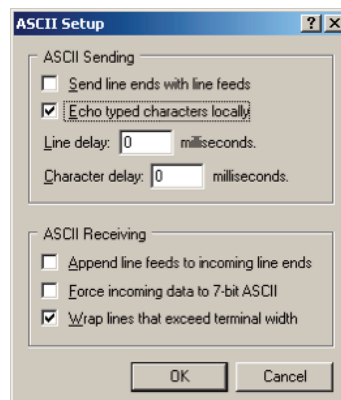 ASCII Setup
ASCII Sending
Send line ends with line feeds
Echo typed characters locally
Line delay: 0 milliseconds.
Character delay: 0 milliseconds.
ASCII Receiving
Append line feeds to incoming line ends
Force incoming data to 7-bit ASCII
Wrap lines that exceed terminal width
OK Cancel